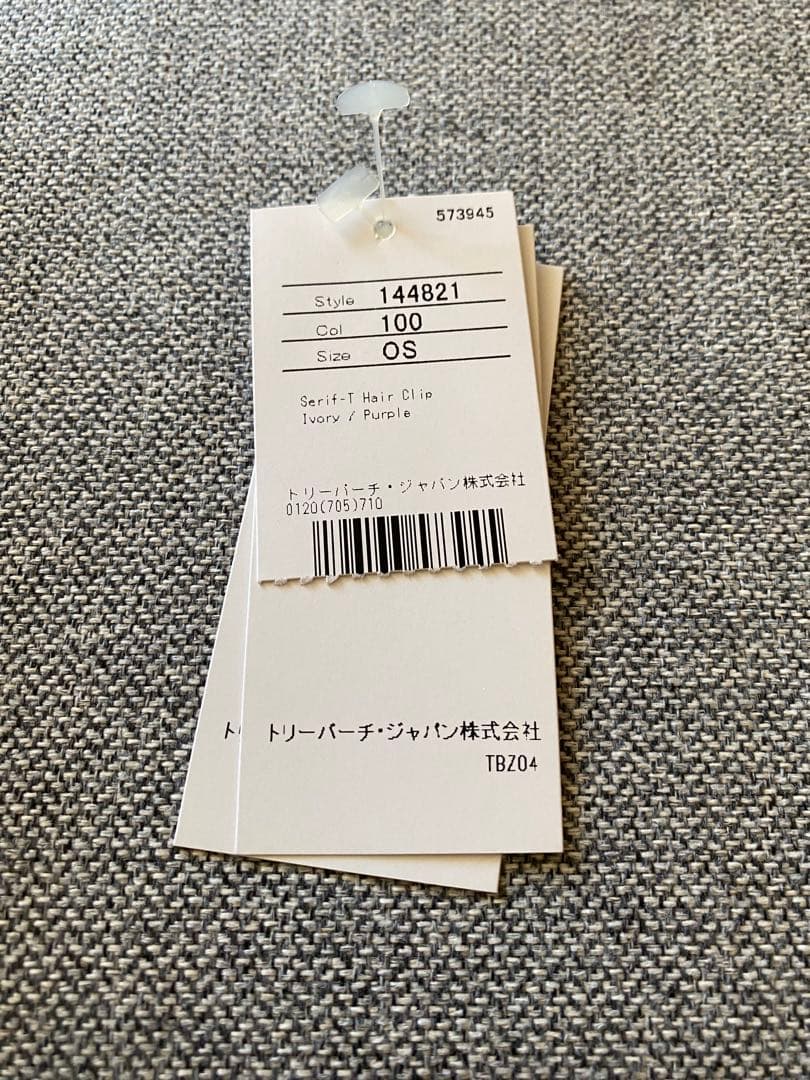 573945
Style 144821
Col 100
Size OS
Serif-T Hair Clip
Ivory / Purple
トリーバーチ・ジャパン株式会社
0120(705)710
ト トリーバーチ・ジャパン株式会社
TBZ04